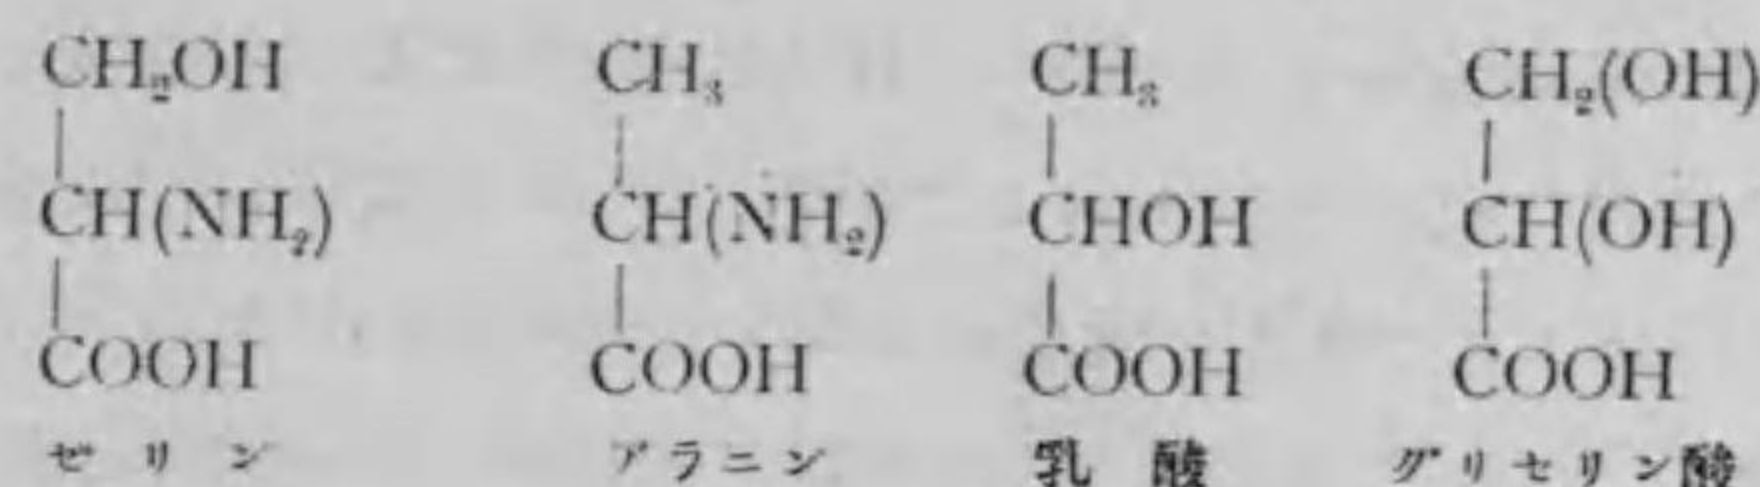 CH₂OH CH₃ CH₃ CH₂(OH)
CH(NH₂) CH(NH₂) CHOH CH(OH)
COOH COOH COOH COOH
ゼリン アラニン 乳酸 グリセリン酸